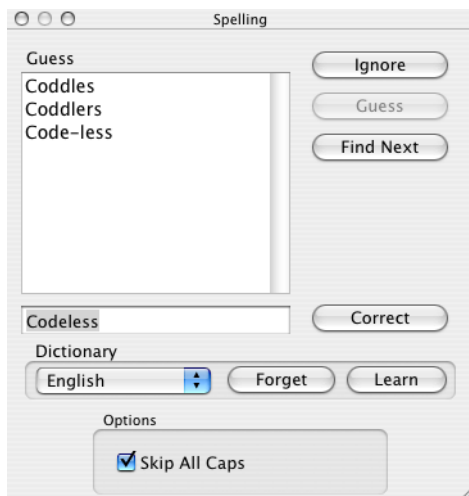 Spelling
Guess
Coddles
Coddlers
Code-less
Ignore
Guess
Find Next
Codeless
Correct
Dictionary
English
Forget
Learn
Options
Skip All Caps